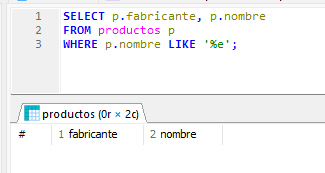 1 SELECT p.fabricante, p.nombre
2 FROM productos p
3 WHERE p.nombre LIKE '%e';
productos (0r × 2c)
# 1 fabricante 2 nombre